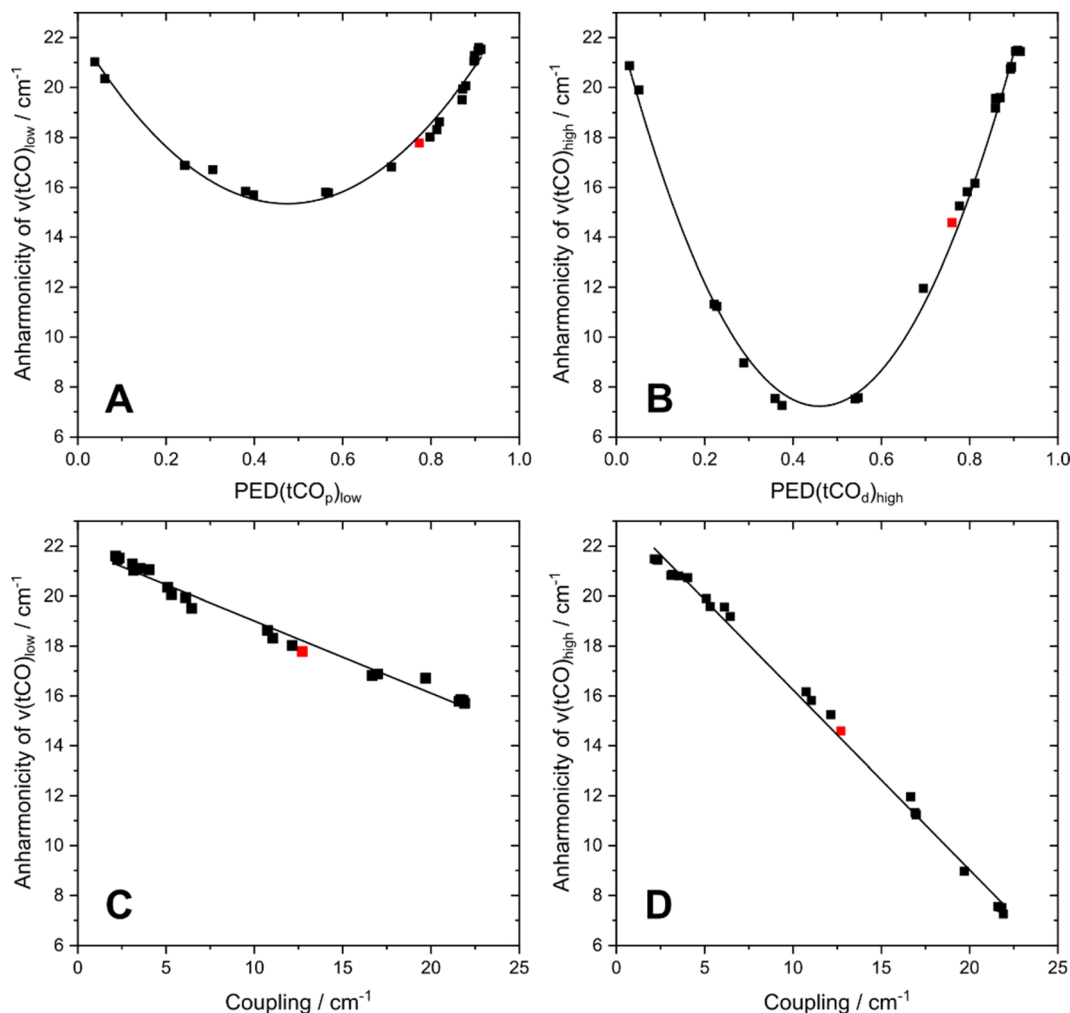 22
20
18
16
14
12
10
8
6
Anharmonicity of ν(tCO)low / cm-1
A
0.0 0.2 0.4 0.6 0.8 1.0
PED(tCOp)low
22
20
18
16
14
12
10
8
6
Anharmonicity of ν(tCO)high / cm-1
B
0.0 0.2 0.4 0.6 0.8 1.0
PED(tCOd)high
22
20
18
16
14
12
10
8
6
Anharmonicity of ν(tCO)low / cm-1
C
0 5 10 15 20 25
Coupling / cm-1
22
20
18
16
14
12
10
8
6
Anharmonicity of ν(tCO)high / cm-1
D
0 5 10 15 20 25
Coupling / cm-1